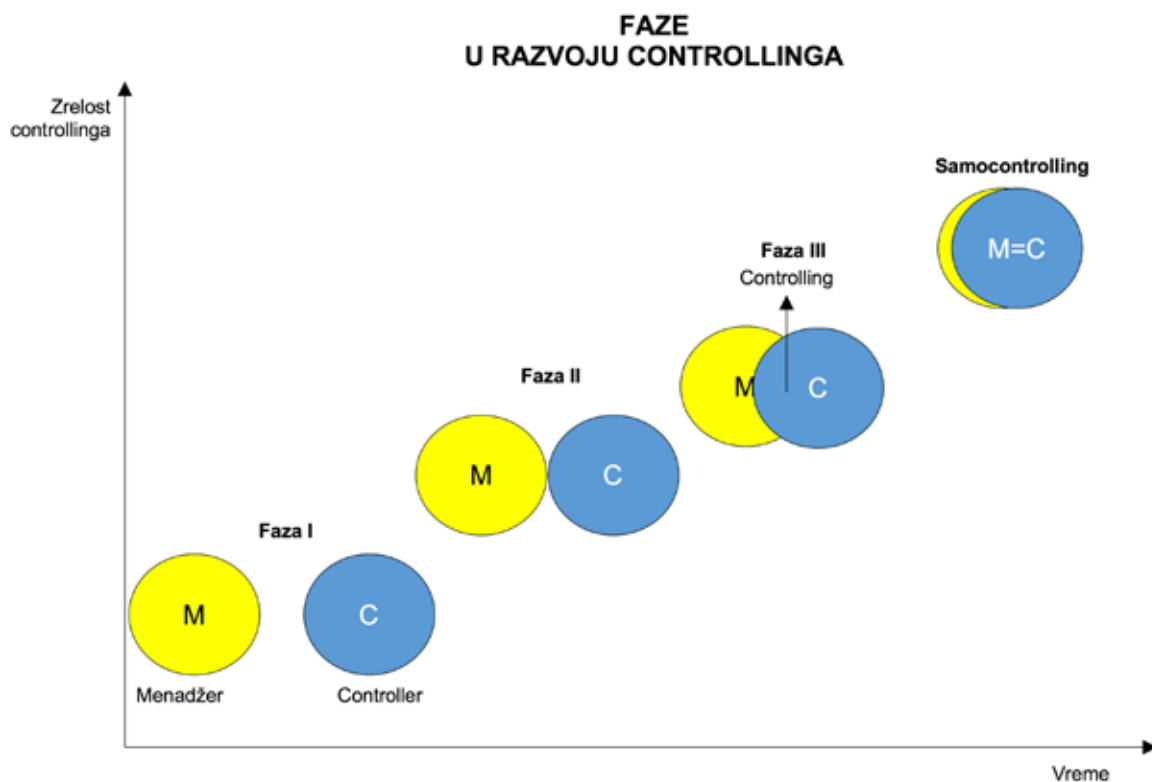 FAZE
U RAZVOJU CONTROLLINGA
Zrelost
controllinga
Samocontrolling
M=C
Faza III
Controlling
M
C
Faza II
M
C
Faza I
M
C
Menadžer
Controller
Vreme